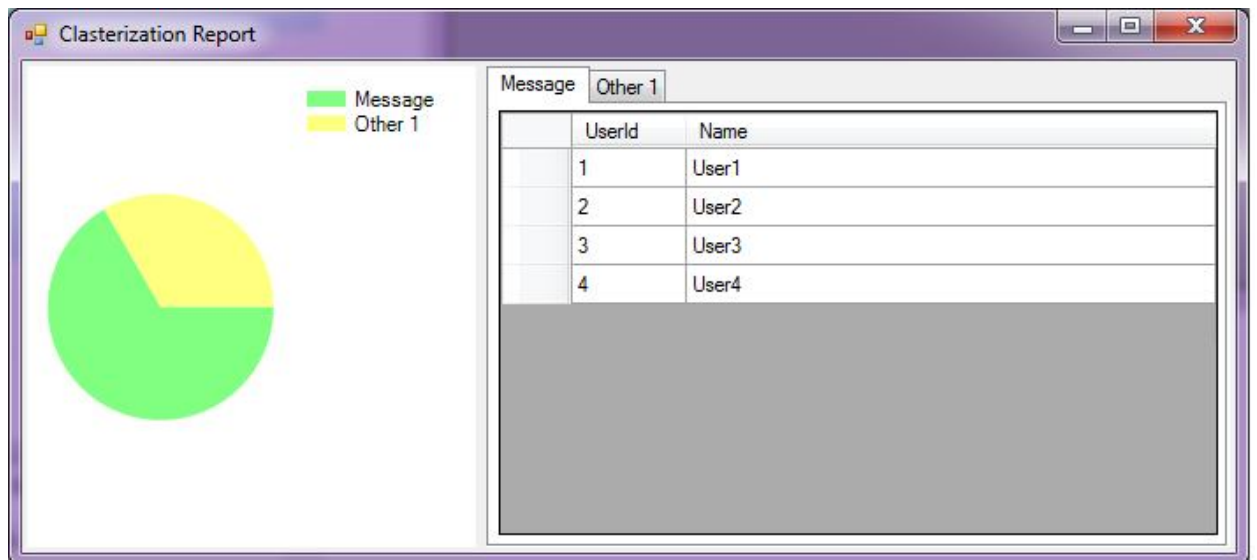 Clasterization Report
Message
Other 1
Message Other 1
UserId Name
1 User1
2 User2
3 User3
4 User4